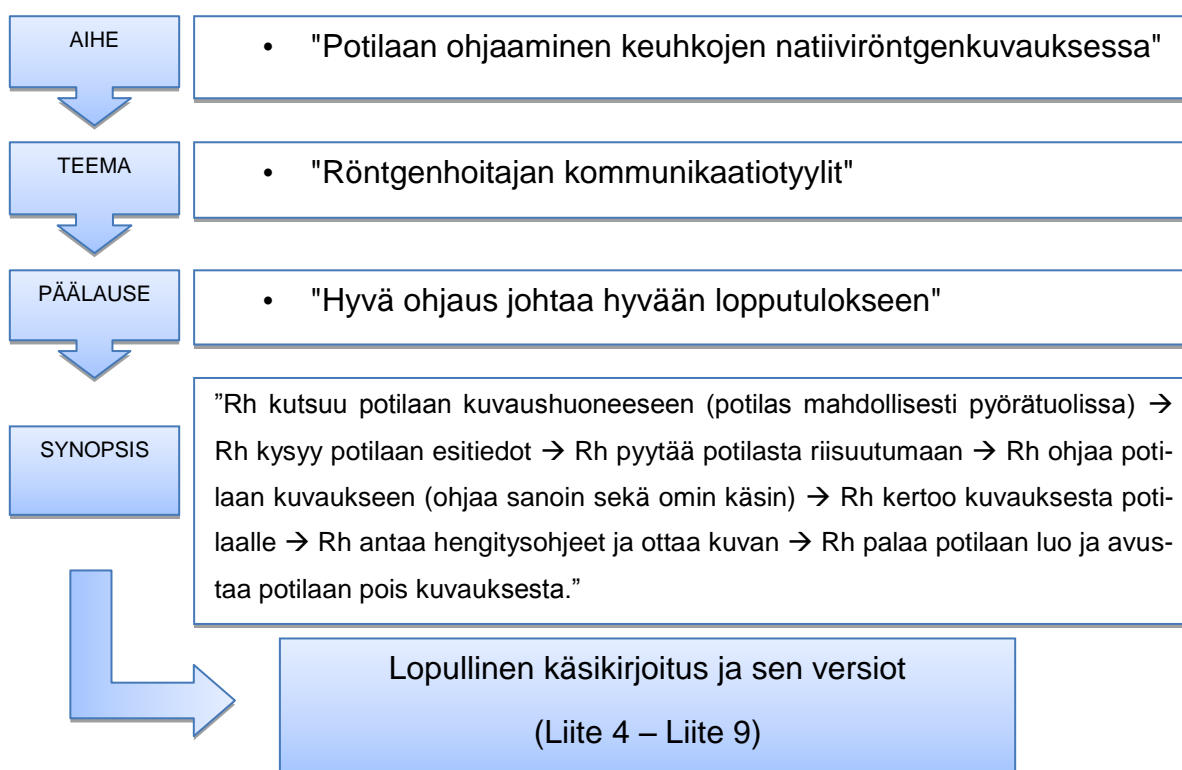 AIHE
• "Potilaan ohjaaminen keuhkojen natiiviröntgenkuvauksessa"
TEEMA
• "Röntgenhoitajan kommunikaatiotyylit"
PÄÄLAUSE
• "Hyvä ohjaus johtaa hyvään lopputulokseen"
SYNOPSIS
”Rh kutsuu potilaan kuvaushuoneeseen (potilas mahdollisesti pyörätuolissa) →
Rh kysyy potilaan esitiedot → Rh pyytää potilasta riisuutumaan → Rh ohjaa poti-
laan kuvaukseen (ohjaa sanoin sekä omin käsin) → Rh kertoo kuvauksesta poti-
laalle → Rh antaa hengitysohjeet ja ottaa kuvan → Rh palaa potilaan luo ja avus-
taa potilaan pois kuvauksesta.”
Lopullinen käsikirjoitus ja sen versiot
(Liite 4 – Liite 9)